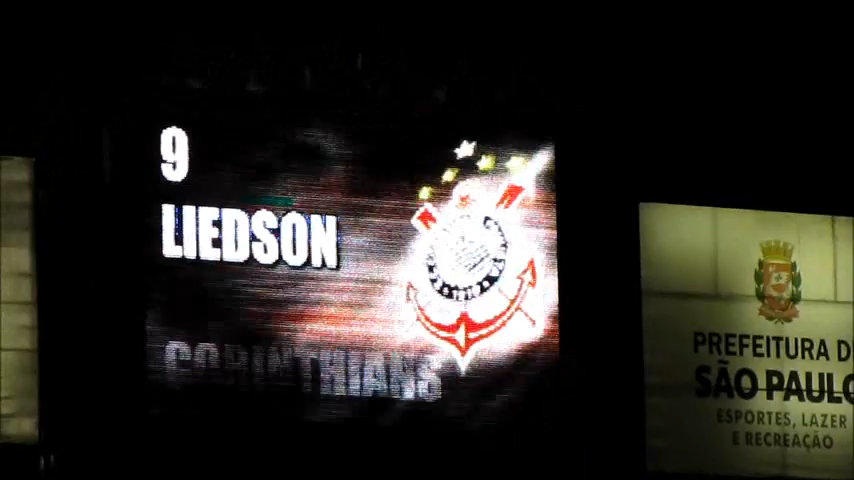 9
LIEDSON
CORINTHIANS
PREFEITURA D
SÃO PAULO
ESPORTES, LAZER
E RECREAÇÃO